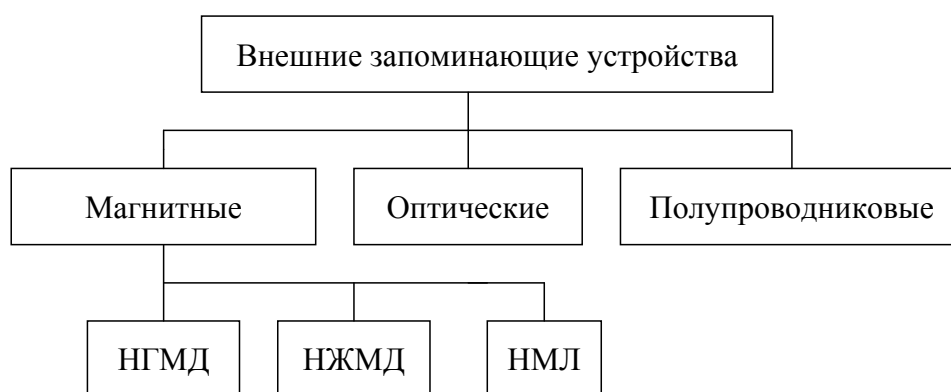 Внешние запоминающие устройства
Магнитные
Оптические
Полупроводниковые
НГМД
НЖМД
НМЛ